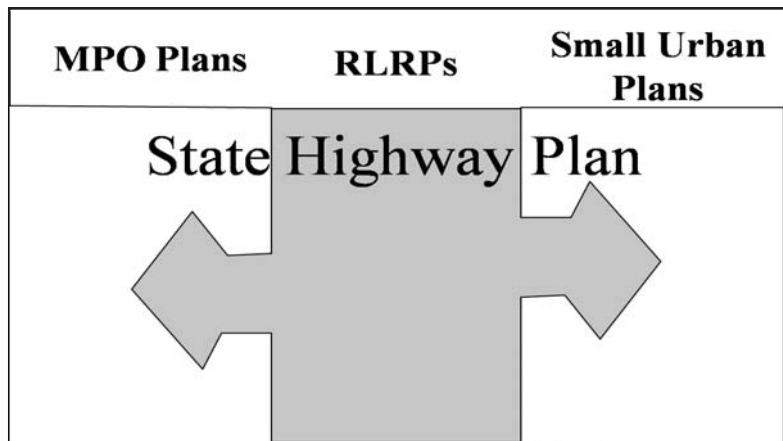 MPO Plans
RLRPs
Small Urban
Plans
State Highway Plan